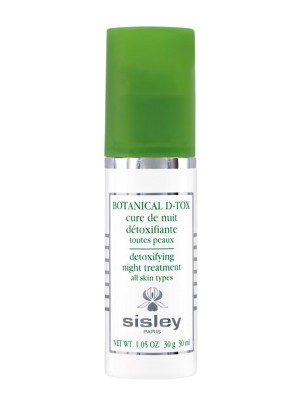 BOTANICAL D-TOX
cure de nuit
détoxifiante
toutes peaux
detoxifying
night treatment
all skin types
sisley
PARIS
NET WT. 1.05 OZ. 30 g 30 ml